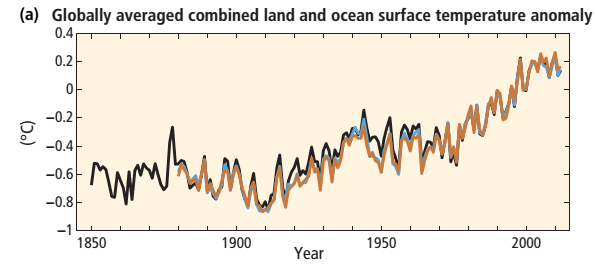 (a) Globally averaged combined land and ocean surface temperature anomaly
0.4
0.2
0
−0.2
−0.4
−0.6
−0.8
−1
(°C)
1850 1900 1950 2000
Year